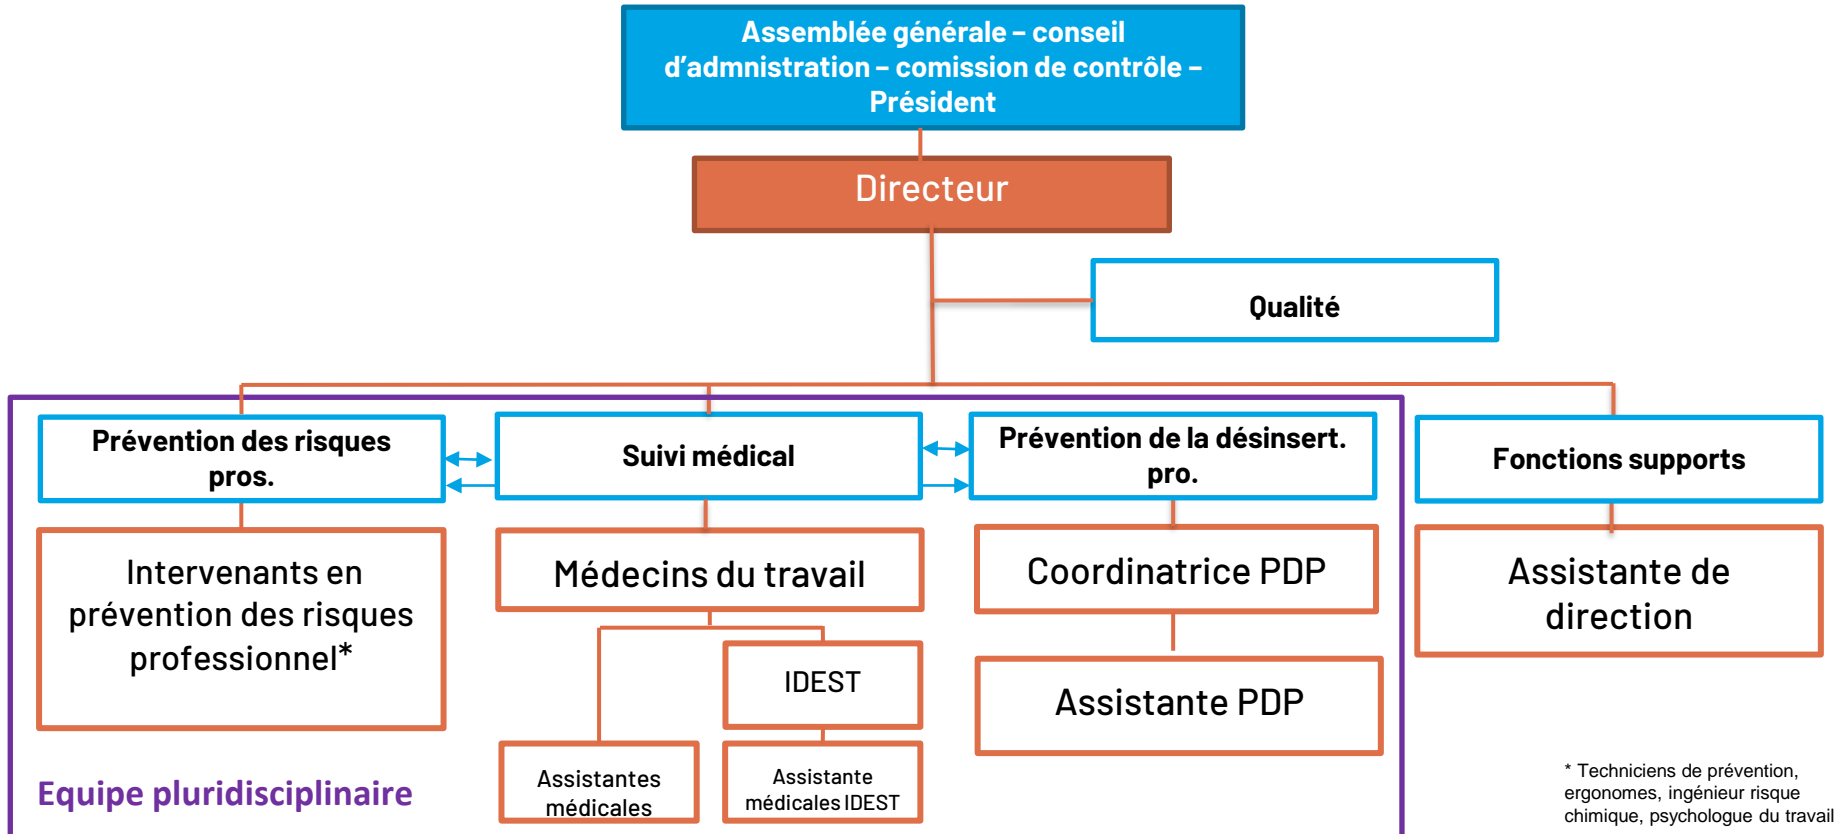 Assemblée générale – conseil
d’admnistration – comission de contrôle –
Président
Directeur
Qualité
Prévention des risques
pros.
Suivi médical
Prévention de la désinsert.
pro.
Fonctions supports
Intervenants en
prévention des risques
professionnel*
Médecins du travail
Coordinatrice PDP
Assistante de
direction
IDEST
Assistante PDP
Assistantes
médicales
Assistante
médicales IDEST
Equipe pluridisciplinaire
* Techniciens de prévention,
ergonomes, ingénieur risque
chimique, psychologue du travail